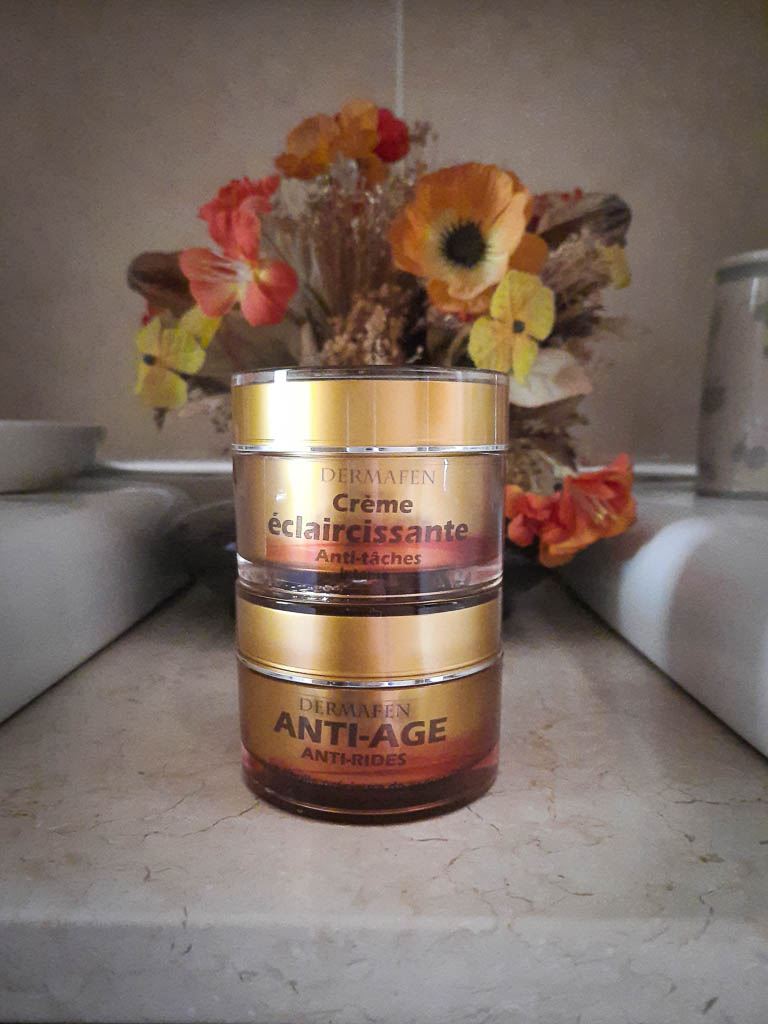 DERMAFEN
Crème
éclaircissante
Anti-tâches
DERMAFEN
ANTI-AGE
ANTI-RIDES